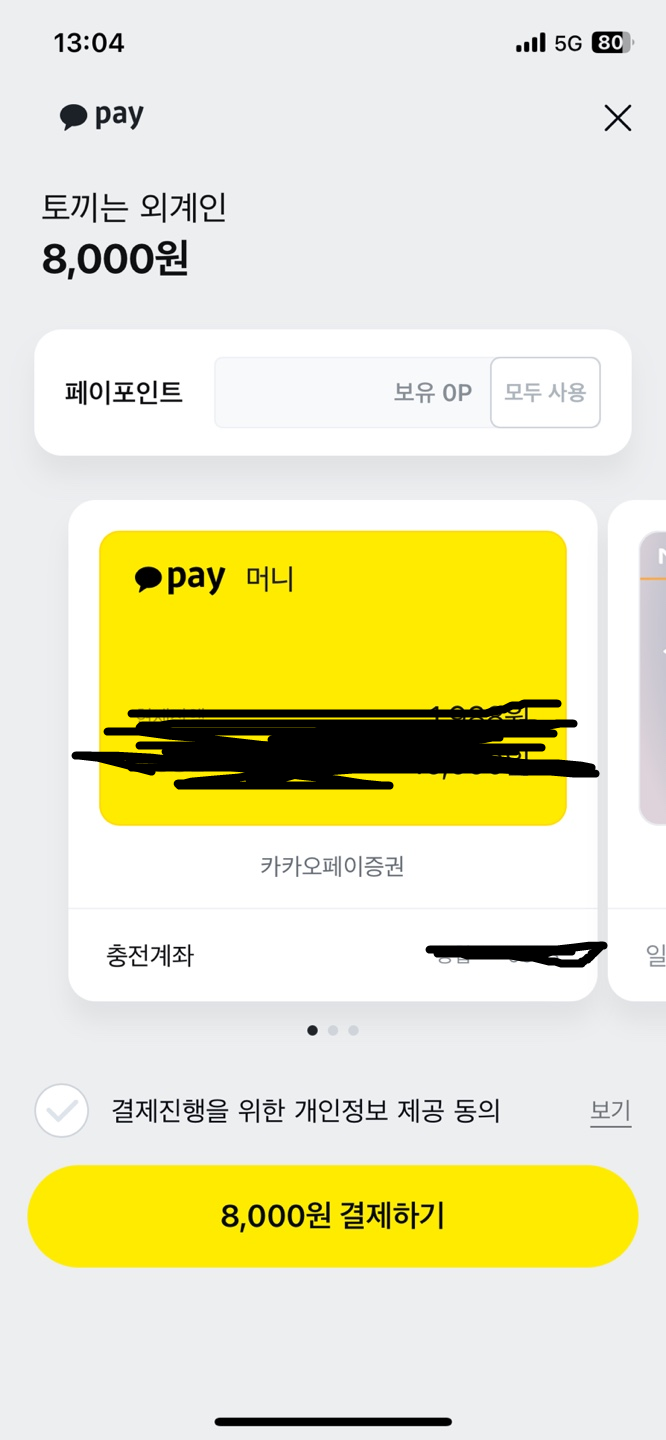 13:04
5G 80
pay
토끼는 외계인
8,000원
페이포인트 보유 0P 모두 사용
pay 머니
카카오페이증권
충전계좌
결제진행을 위한 개인정보 제공 동의 보기
8,000원 결제하기